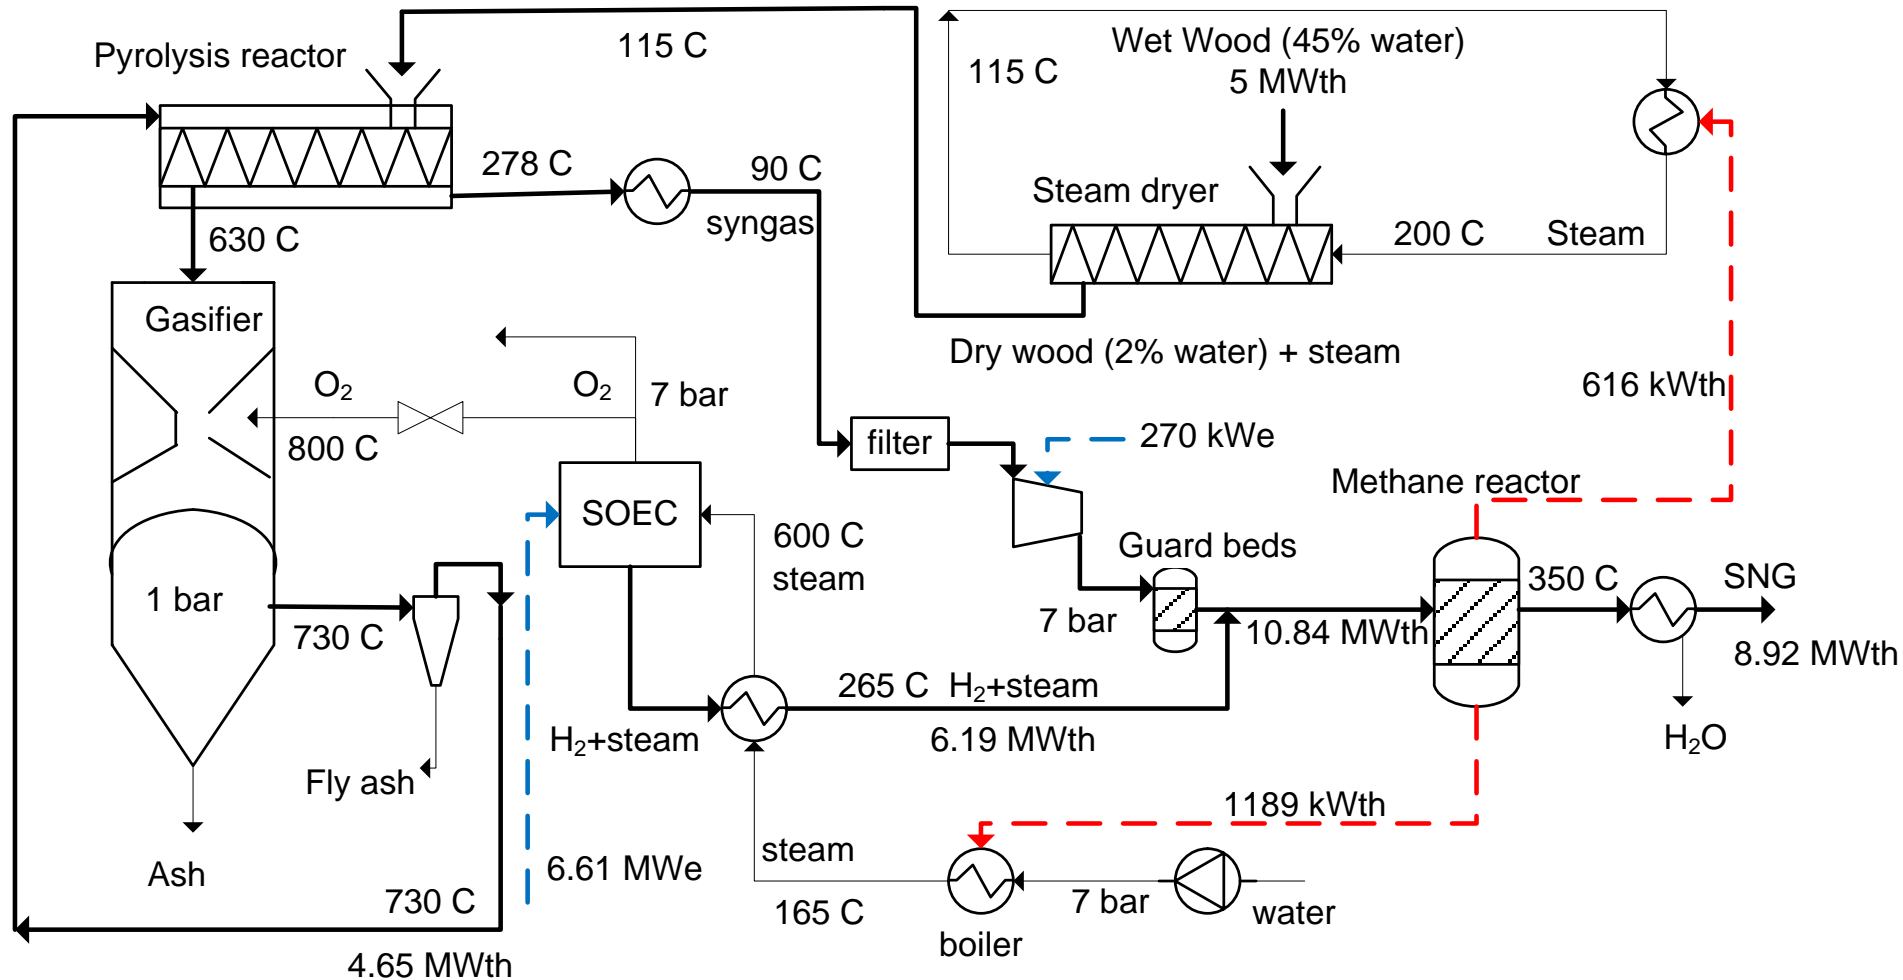 Pyrolysis reactor
115 C
115 C
Wet Wood (45% water)
5 MWth
278 C
90 C
syngas
Steam dryer
200 C
Steam
630 C
Gasifier
Dry wood (2% water) + steam
616 kWth
O₂
O₂
7 bar
800 C
filter
270 kWe
Methane reactor
SOEC
600 C
steam
Guard beds
1 bar
730 C
7 bar
10.84 MWth
350 C
SNG
8.92 MWth
265 C H₂+steam
6.19 MWth
H₂+steam
H₂O
Fly ash
1189 kWth
Ash
6.61 MWe
steam
165 C
7 bar
water
boiler
730 C
4.65 MWth